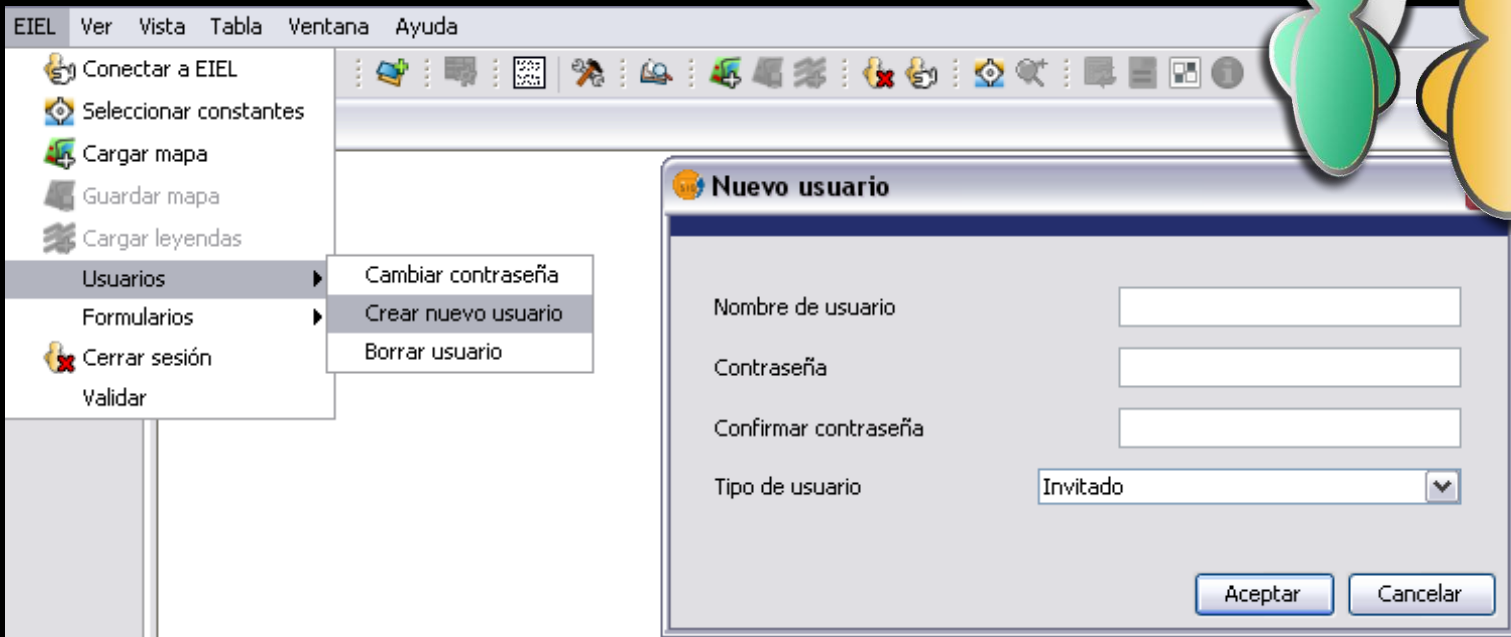 EIEL Ver Vista Tabla Ventana Ayuda
Conectar a EIEL
Seleccionar constantes
Cargar mapa
Guardar mapa
Cargar leyendas
Usuarios
Formularios
Cerrar sesión
Validar
Cambiar contraseña
Crear nuevo usuario
Borrar usuario
SIG
Nuevo usuario
Nombre de usuario
Contraseña
Confirmar contraseña
Tipo de usuario Invitado
Aceptar Cancelar